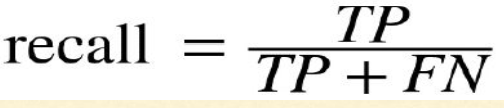 recall = TP / TP + FN